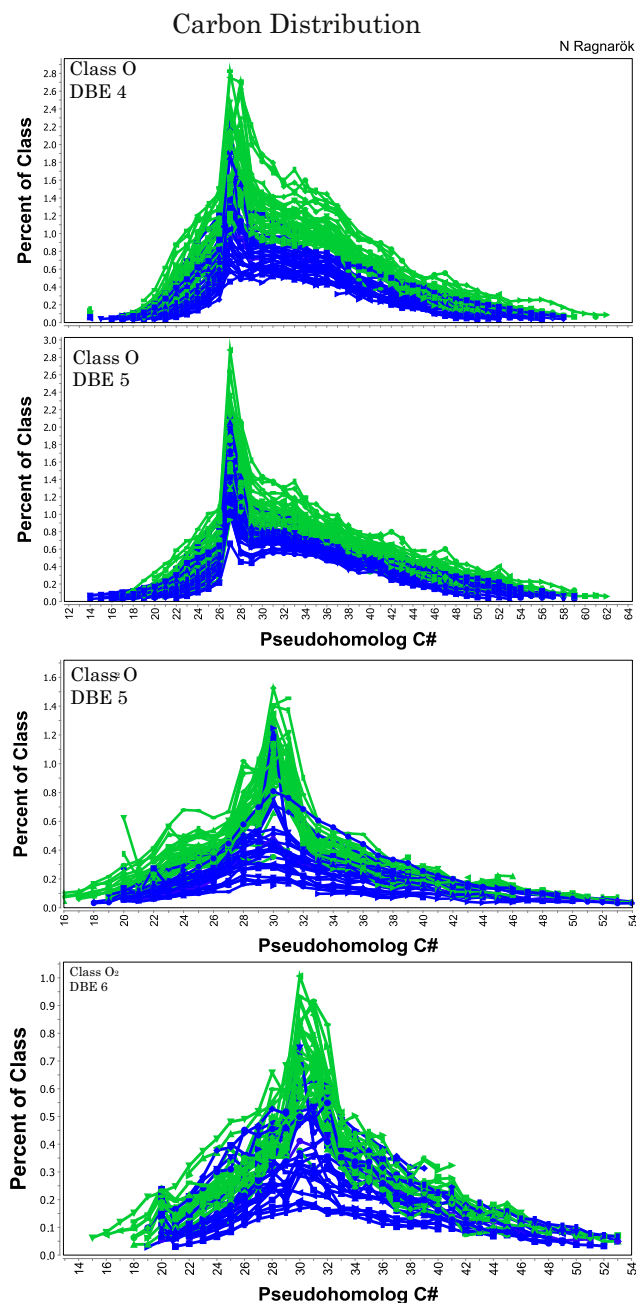 Carbon Distribution
N Ragnarök
Class O
DBE 4
Percent of Class
2.8
2.6
2.4
2.2
2.0
1.8
1.6
1.4
1.2
1.0
0.8
0.6
0.4
0.2
0.0
Class O
DBE 5
Percent of Class
3.0
2.8
2.6
2.4
2.2
2.0
1.8
1.6
1.4
1.2
1.0
0.8
0.6
0.4
0.2
0.0
12 14 16 18 20 22 24 26 28 30 32 34 36 38 40 42 44 46 48 50 52 54 56 58 60 62 64
Pseudohomolog C#
Class O
DBE 5
Percent of Class
1.6
1.4
1.2
1.0
0.8
0.6
0.4
0.2
0.0
16 18 20 22 24 26 28 30 32 34 36 38 40 42 44 46 48 50 52 54
Pseudohomolog C#
Class O₂
DBE 6
Percent of Class
1.0
0.9
0.8
0.7
0.6
0.5
0.4
0.3
0.2
0.1
0.0
14 16 18 20 22 24 26 28 30 32 34 36 38 40 42 44 46 48 50 52 54
Pseudohomolog C#